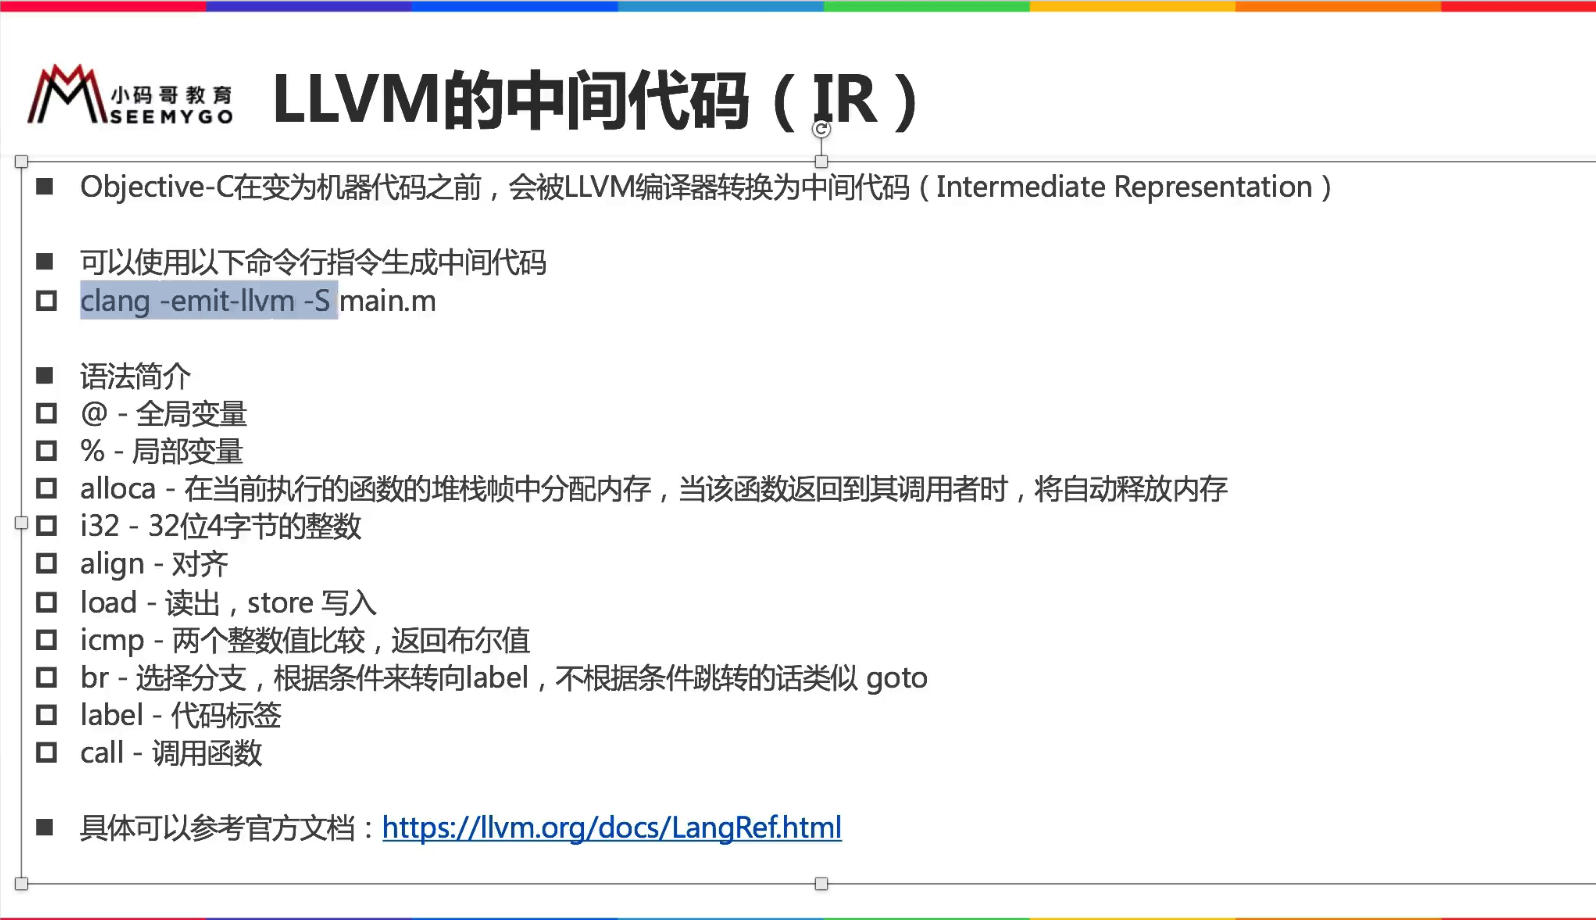 小码哥教育
SEEMYGO
LLVM的中间代码（IR）
Objective-C在变为机器代码之前，会被LLVM编译器转换为中间代码（Intermediate Representation）
可以使用以下命令行指令生成中间代码
clang -emit-llvm -S main.m
语法简介
@ - 全局变量
% - 局部变量
alloca - 在当前执行的函数的堆栈帧中分配内存，当该函数返回到其调用者时，将自动释放内存
i32 - 32位4字节的整数
align - 对齐
load - 读出，store 写入
icmp - 两个整数值比较，返回布尔值
br - 选择分支，根据条件来转向label，不根据条件跳转的话类似 goto
label - 代码标签
call - 调用函数
具体可以参考官方文档：https://llvm.org/docs/LangRef.html